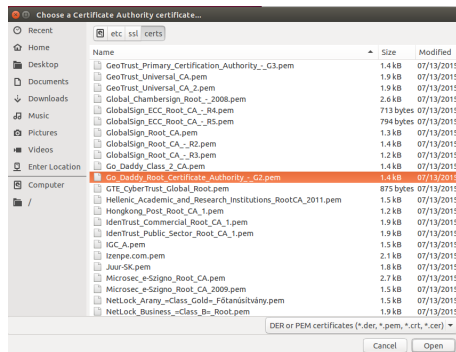 Choose a Certificate Authority certificate...
Recent
Home
Desktop
Documents
Downloads
Music
Pictures
Videos
Enter Location
Computer
/
etc ssl certs
Name Size Modified
GeoTrust_Primary_Certification_Authority_-_G3.pem 1.4 kB 07/13/2015
GeoTrust_Universal_CA.pem 1.9 kB 07/13/2015
GeoTrust_Universal_CA_2.pem 1.9 kB 07/13/2015
Global_Chambersign_Root_-_2008.pem 2.6 kB 07/13/2015
GlobalSign_ECC_Root_CA_-_R4.pem 713 bytes 07/13/2015
GlobalSign_ECC_Root_CA_-_R5.pem 794 bytes 07/13/2015
GlobalSign_Root_CA.pem 1.3 kB 07/13/2015
GlobalSign_Root_CA_-_R2.pem 1.4 kB 07/13/2015
GlobalSign_Root_CA_-_R3.pem 1.2 kB 07/13/2015
Go_Daddy_Class_2_CA.pem 1.4 kB 07/13/2015
Go_Daddy_Root_Certificate_Authority_-_G2.pem 1.4 kB 07/13/2015
GTE_CyberTrust_Global_Root.pem 875 bytes 07/13/2015
Hellenic_Academic_and_Research_Institutions_RootCA_2011.pem 1.5 kB 07/13/2015
Hongkong_Post_Root_CA_1.pem 1.2 kB 07/13/2015
IdenTrust_Commercial_Root_CA_1.pem 1.9 kB 07/13/2015
IdenTrust_Public_Sector_Root_CA_1.pem 1.9 kB 07/13/2015
IGC_A.pem 1.5 kB 07/13/2015
Izenpe.com.pem 2.1 kB 07/13/2015
Juur-SK.pem 1.8 kB 07/13/2015
Microsec_e-Szigno_Root_CA.pem 2.7 kB 07/13/2015
Microsec_e-Szigno_Root_CA_2009.pem 1.5 kB 07/13/2015
NetLock_Arany_=Class_Gold=_Főtanúsítvány.pem 1.5 kB 07/13/2015
NetLock_Business_=Class_B=_Root.pem 1.9 kB 07/13/2015
DER or PEM certificates (*.der, *.pem, *.crt, *.cer)
Cancel Open